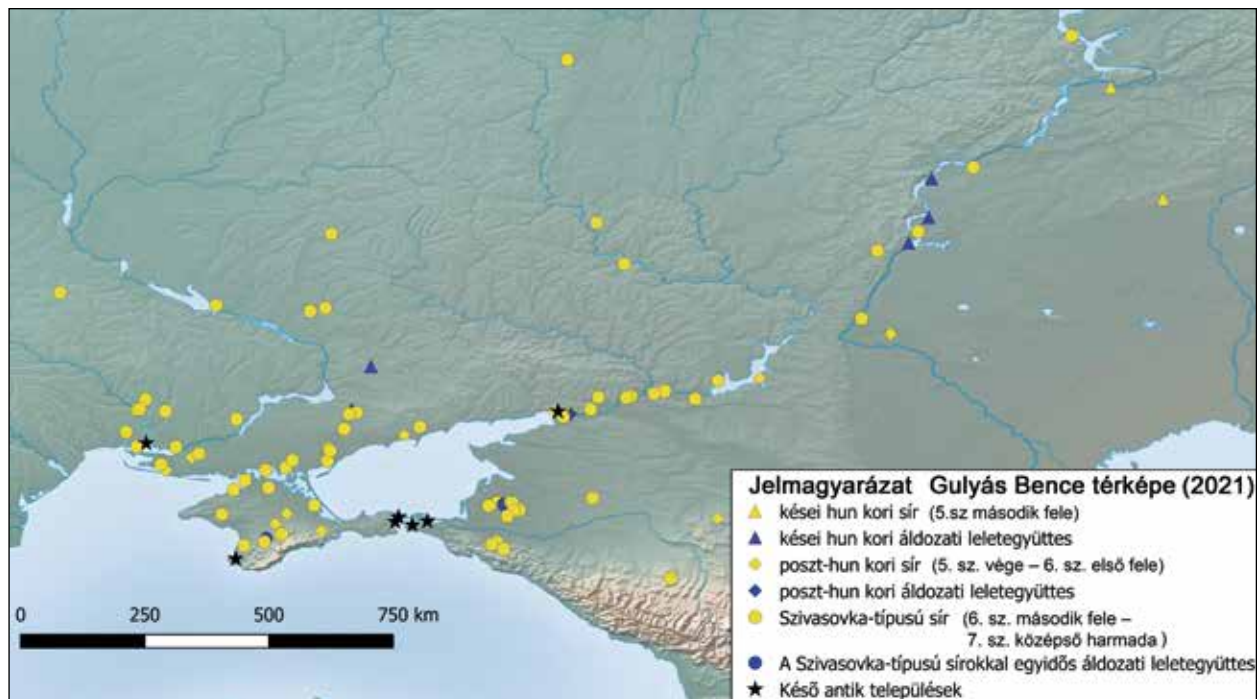 Jelmagyarázat Gulyás Bence térképe (2021)
kései hun kori sír (5.sz második fele)
kései hun kori áldozati leletegyüttes
poszt-hun kori sír (5. sz. vége – 6. sz. első fele)
poszt-hun kori áldozati leletegyüttes
Szivasovka-típusú sír (6. sz. második fele –
7. sz. középső harmada)
A Szivasovka-típusú sírokkal egyidõs áldozati leletegyüttes
Késõ antik települések
0 250 500 750 km